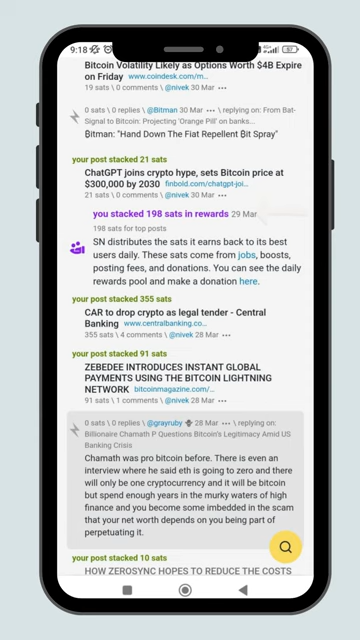 9:18
4G
97
Bitcoin Volatility Likely as Options Worth $4B Expire
on Friday www.coindesk.com/m...
19 sats \ 0 comments \ @nivek 30 Mar •••
0 sats \ 0 replies \ @Bitman 30 Mar ••• \ replying on: From Bat-
Signal to Bitcoin: Projecting 'Orange Pill' on banks...
₿itman: "Hand Down The Fiat Repellent ₿it Spray"
your post stacked 21 sats
ChatGPT joins crypto hype, sets Bitcoin price at
$300,000 by 2030 finbold.com/chatgpt-joi...
21 sats \ 0 comments \ @nivek 30 Mar •••
you stacked 198 sats in rewards 29 Mar
198 sats for top posts
SN distributes the sats it earns back to its best
users daily. These sats come from jobs, boosts,
posting fees, and donations. You can see the daily
rewards pool and make a donation here.
your post stacked 355 sats
CAR to drop crypto as legal tender - Central
Banking www.centralbanking.co...
355 sats \ 4 comments \ @nivek 28 Mar •••
your post stacked 91 sats
ZEBEDEE INTRODUCES INSTANT GLOBAL
PAYMENTS USING THE BITCOIN LIGHTNING
NETWORK bitcoinmagazine.com/...
91 sats \ 1 comments \ @nivek 28 Mar •••
0 sats \ 0 replies \ @grayruby 28 Mar ••• \ replying on:
Billionaire Chamath P Questions Bitcoin's Legitimacy Amid US
Banking Crisis
Chamath was pro bitcoin before. There is even an
interview where he said eth is going to zero and there
will only be one cryptocurrency and it will be bitcoin
but spend enough years in the murky waters of high
finance and you become some imbedded in the scam
that your net worth depends on you being part of
perpetuating it.
your post stacked 10 sats
HOW ZEROSYNC HOPES TO REDUCE THE COSTS